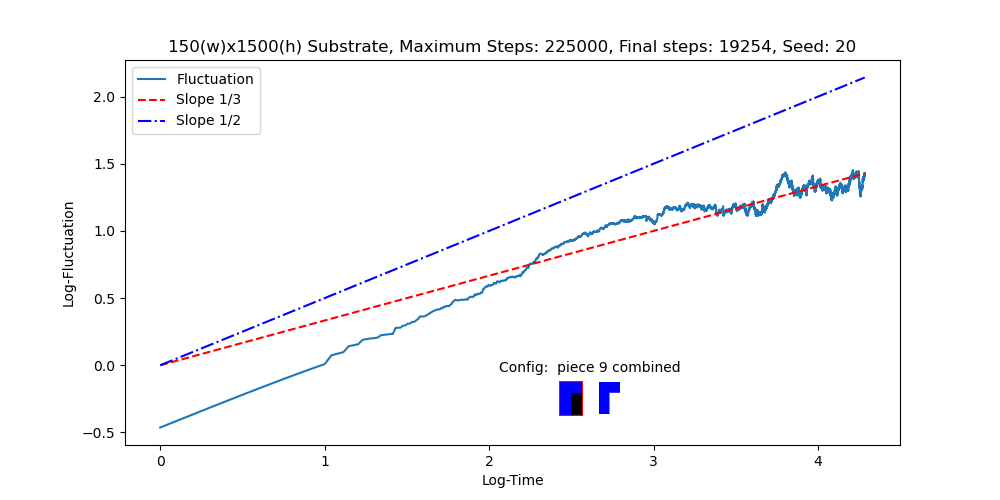 150(w)x1500(h) Substrate, Maximum Steps: 225000, Final steps: 19254, Seed: 20
Fluctuation
Slope 1/3
Slope 1/2
2.0
1.5
1.0
0.5
0.0
−0.5
Log-Fluctuation
Config:  piece 9 combined
0 1 2 3 4
Log-Time